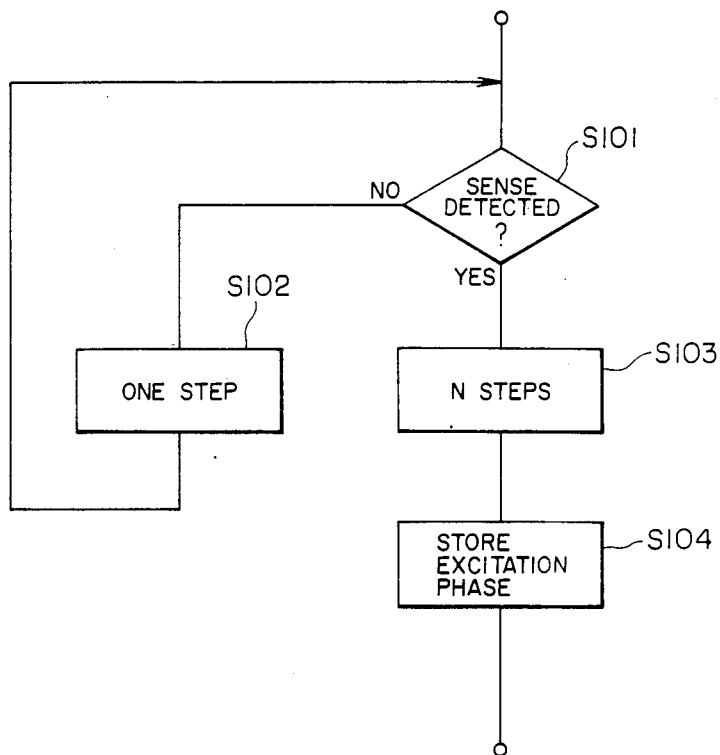 S101
NO
SENSE
DETECTED
?
YES
S102
ONE STEP
S103
N STEPS
S104
STORE
EXCITATION
PHASE